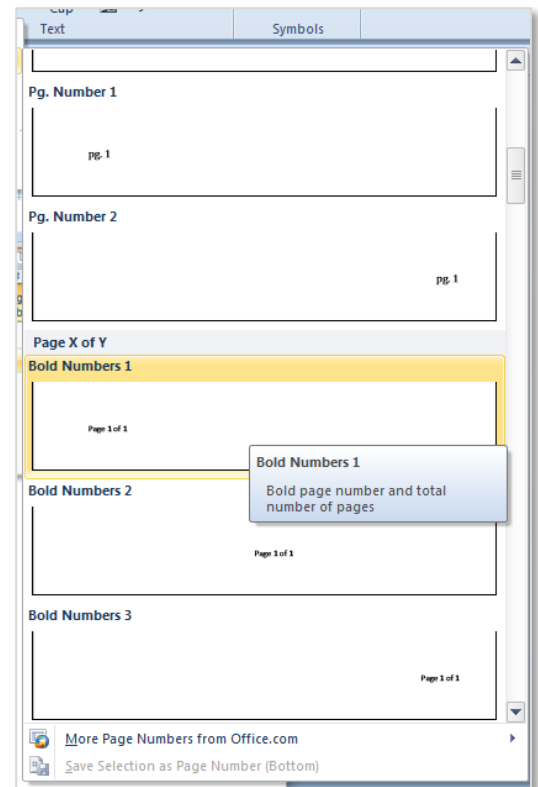 Text Symbols
Pg. Number 1
pg. 1
Pg. Number 2
pg. 1
Page X of Y
Bold Numbers 1
Page 1 of 1
Bold Numbers 1
Bold page number and total
number of pages
Bold Numbers 2
Page 1 of 1
Bold Numbers 3
Page 1 of 1
More Page Numbers from Office.com
Save Selection as Page Number (Bottom)